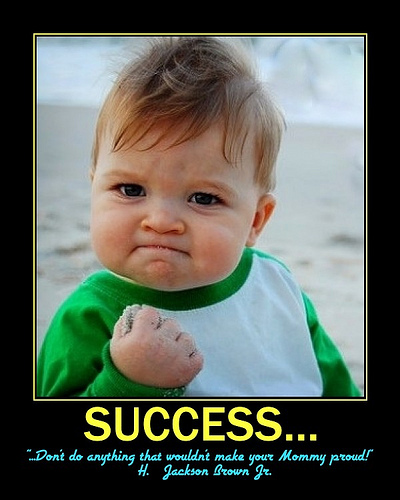 SUCCESS...
"...Don't do anything that wouldn't make your Mommy proud!"
H. Jackson Brown Jr.